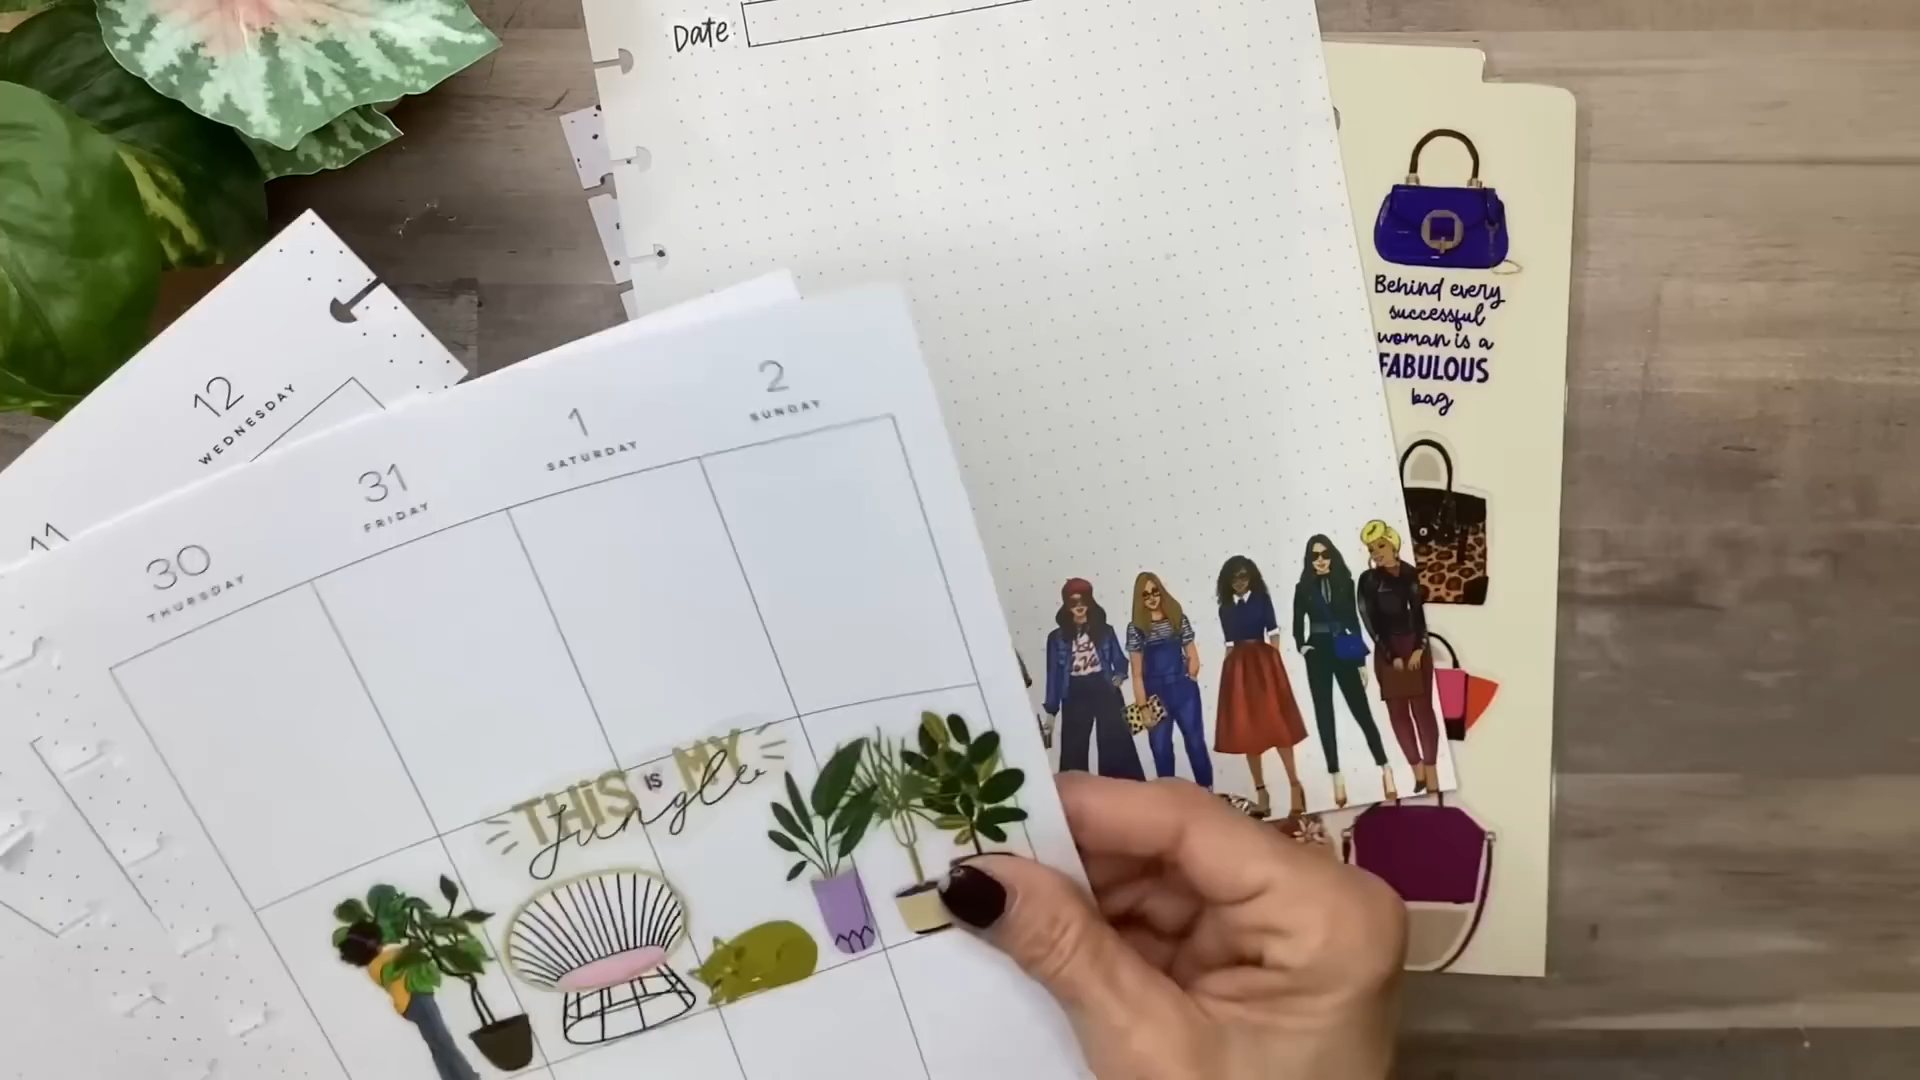 Date:
Behind every
successful
woman is a
FABULOUS
bag
12
WEDNESDAY
11
30
THURSDAY
31
FRIDAY
1
SATURDAY
2
SUNDAY
THIS IS MY
Jungle